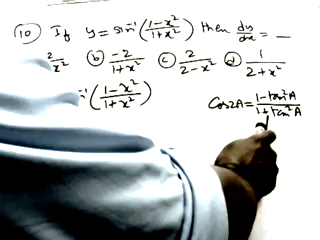 ⑩ If y = sin⁻¹(1-x²/1+x²) then dy/dx = __
2/x² ⓑ -2/1+x² ⓒ 2/2-x² ⓓ 1/2+x²
(1-x²/1+x²)
Cos2A = 1-tan²A/1+tan²A